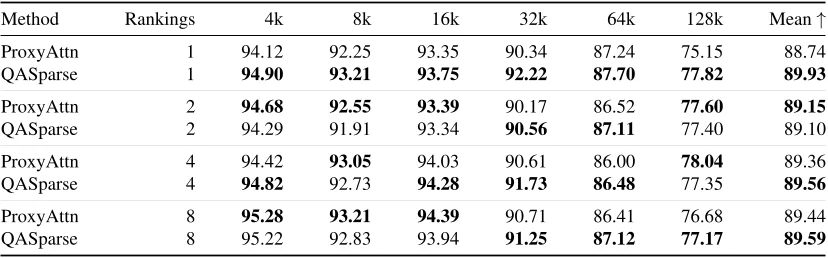 Method Rankings 4k 8k 16k 32k 64k 128k Mean ↑
ProxyAttn 1 94.12 92.25 93.35 90.34 87.24 75.15 88.74
QASparse 1 94.90 93.21 93.75 92.22 87.70 77.82 89.93
ProxyAttn 2 94.68 92.55 93.39 90.17 86.52 77.60 89.15
QASparse 2 94.29 91.91 93.34 90.56 87.11 77.40 89.10
ProxyAttn 4 94.42 93.05 94.03 90.61 86.00 78.04 89.36
QASparse 4 94.82 92.73 94.28 91.73 86.48 77.35 89.56
ProxyAttn 8 95.28 93.21 94.39 90.71 86.41 76.68 89.44
QASparse 8 95.22 92.83 93.94 91.25 87.12 77.17 89.59